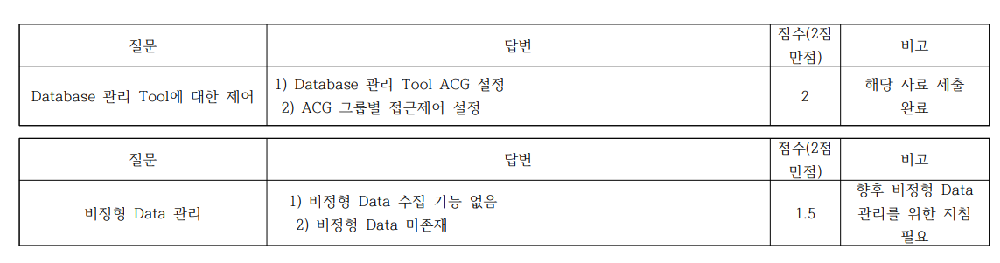 질문 답변 점수(2점 만점) 비고
Database 관리 Tool에 대한 제어
1) Database 관리 Tool ACG 설정
2) ACG 그룹별 접근제어 설정
2
해당 자료 제출
완료
질문 답변 점수(2점 만점) 비고
비정형 Data 관리
1) 비정형 Data 수집 기능 없음
2) 비정형 Data 미존재
1.5
향후 비정형 Data
관리를 위한 지침
필요